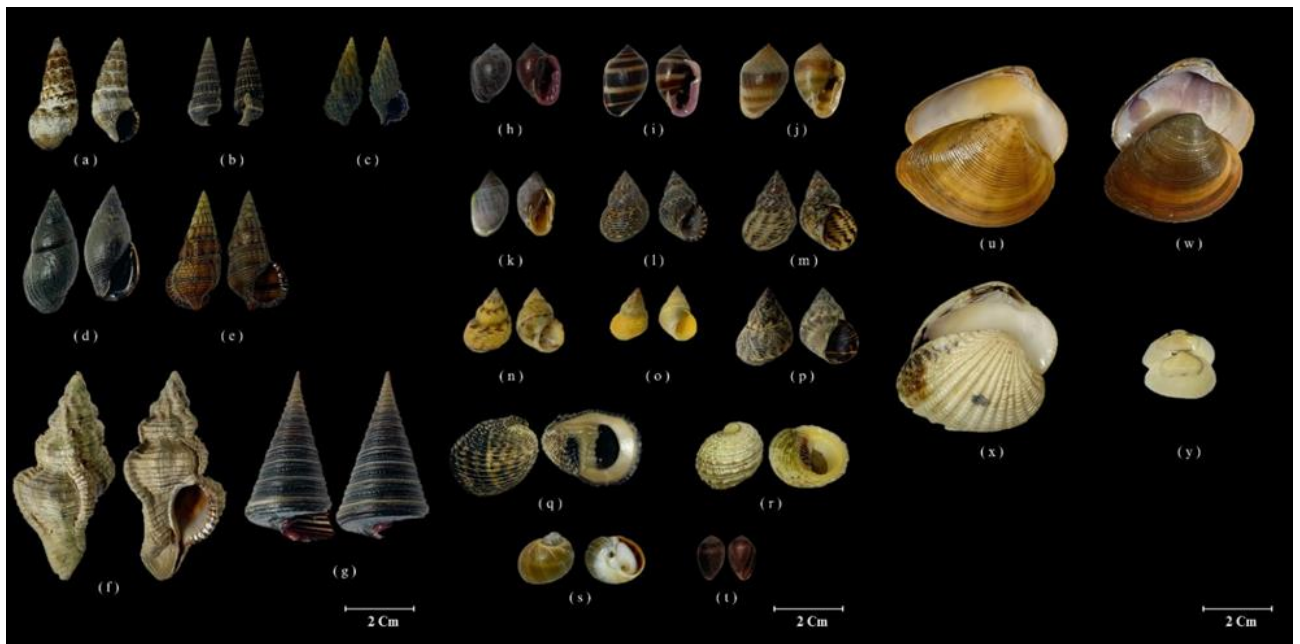 (a)
(b)
(c)
(d)
(e)
(f)
(g)
2 Cm
(h)
(i)
(j)
(k)
(l)
(m)
(n)
(o)
(p)
(q)
(r)
(s)
(t)
2 Cm
(u)
(w)
(x)
(y)
2 Cm